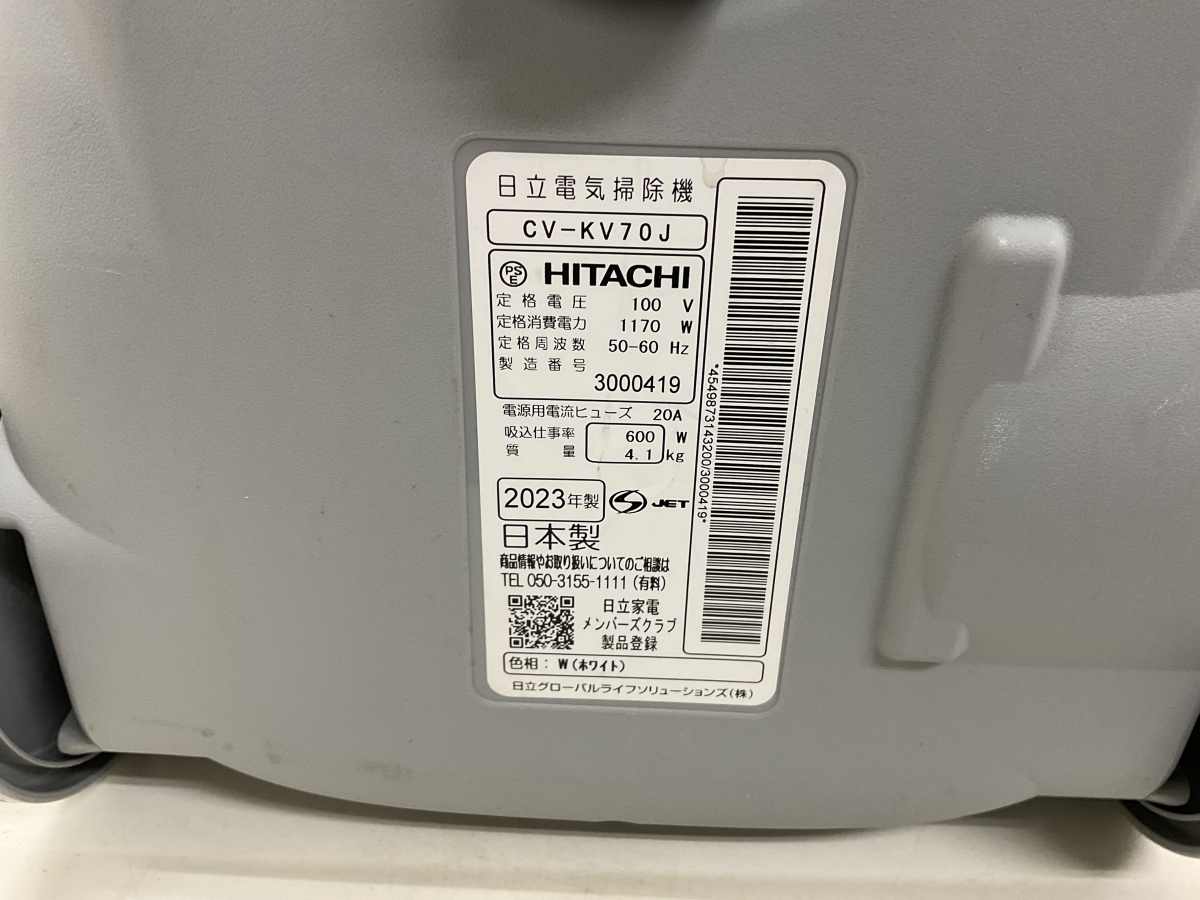 日立電気掃除機
CV-KV70J
PS
E
HITACHI
定格電圧 100 V
定格消費電力 1170 W
定格周波数 50-60 Hz
製造番号
3000419
電源用電流ヒューズ 20A
吸込仕事率 600 W
質量 4.1 kg
2023年製
JET
日本製
商品情報やお取り扱いについてのご相談は
TEL 050-3155-1111 (有料)
日立家電
メンバーズクラブ
製品登録
色相: W(ホワイト)
日立グローバルライフソリューションズ(株)
*4549873143200/3000419*